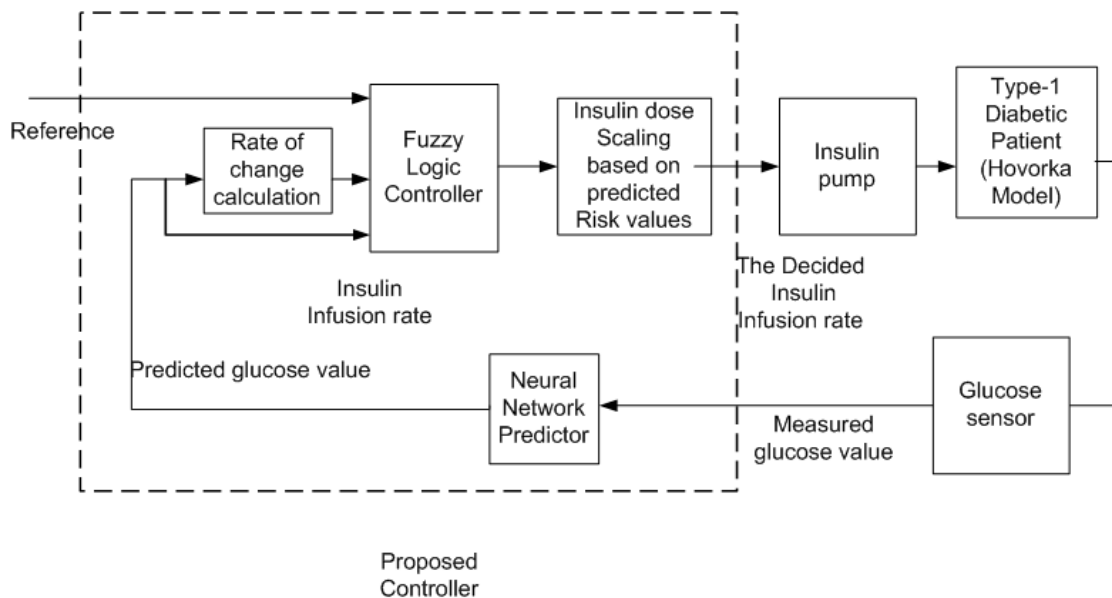 Reference
Rate of
change
calculation
Fuzzy
Logic
Controller
Insulin dose
Scaling
based on
predicted
Risk values
Insulin
pump
Type-1
Diabetic
Patient
(Hovorka
Model)
Insulin
Infusion rate
The Decided
Insulin
Infusion rate
Predicted glucose value
Neural
Network
Predictor
Measured
glucose value
Glucose
sensor
Proposed
Controller